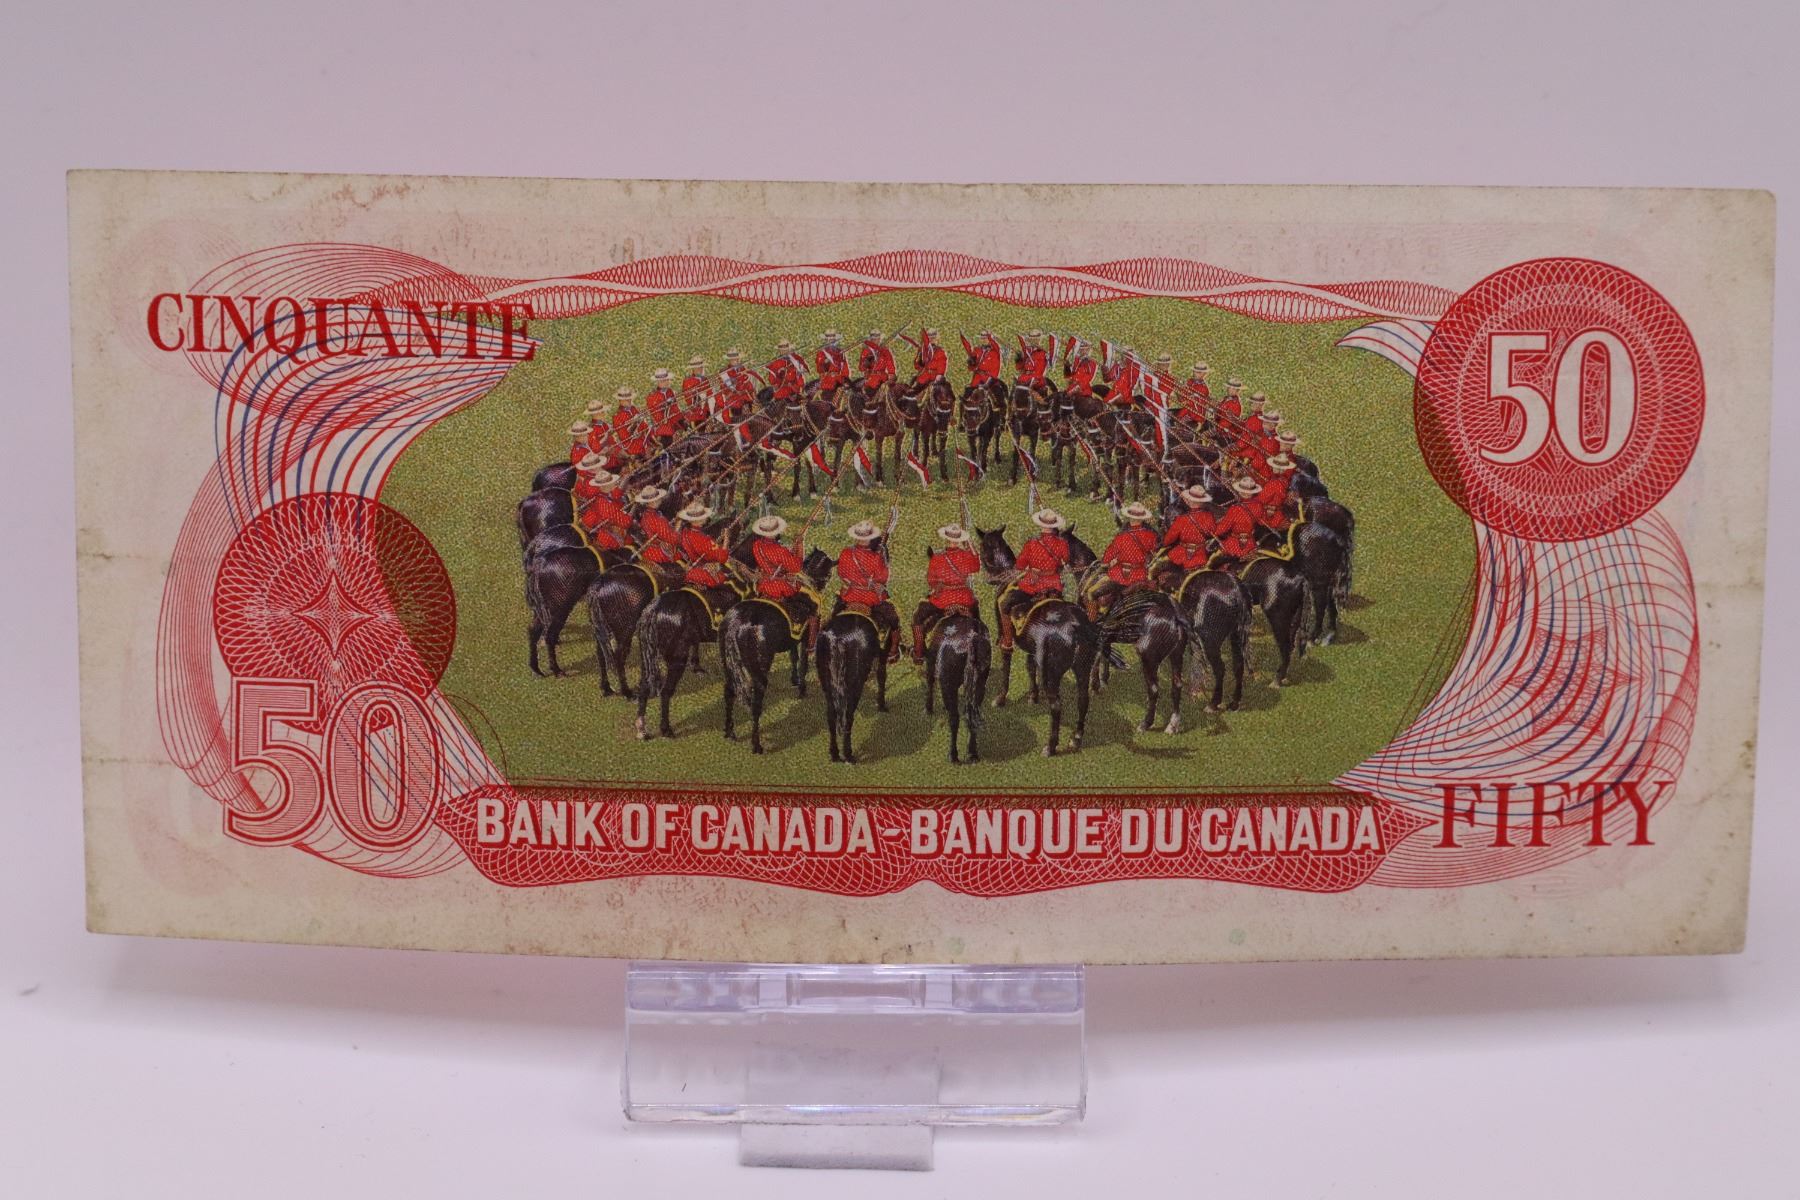 CINQUANTE
50
50
BANK OF CANADA-BANQUE DU CANADA
FIFTY